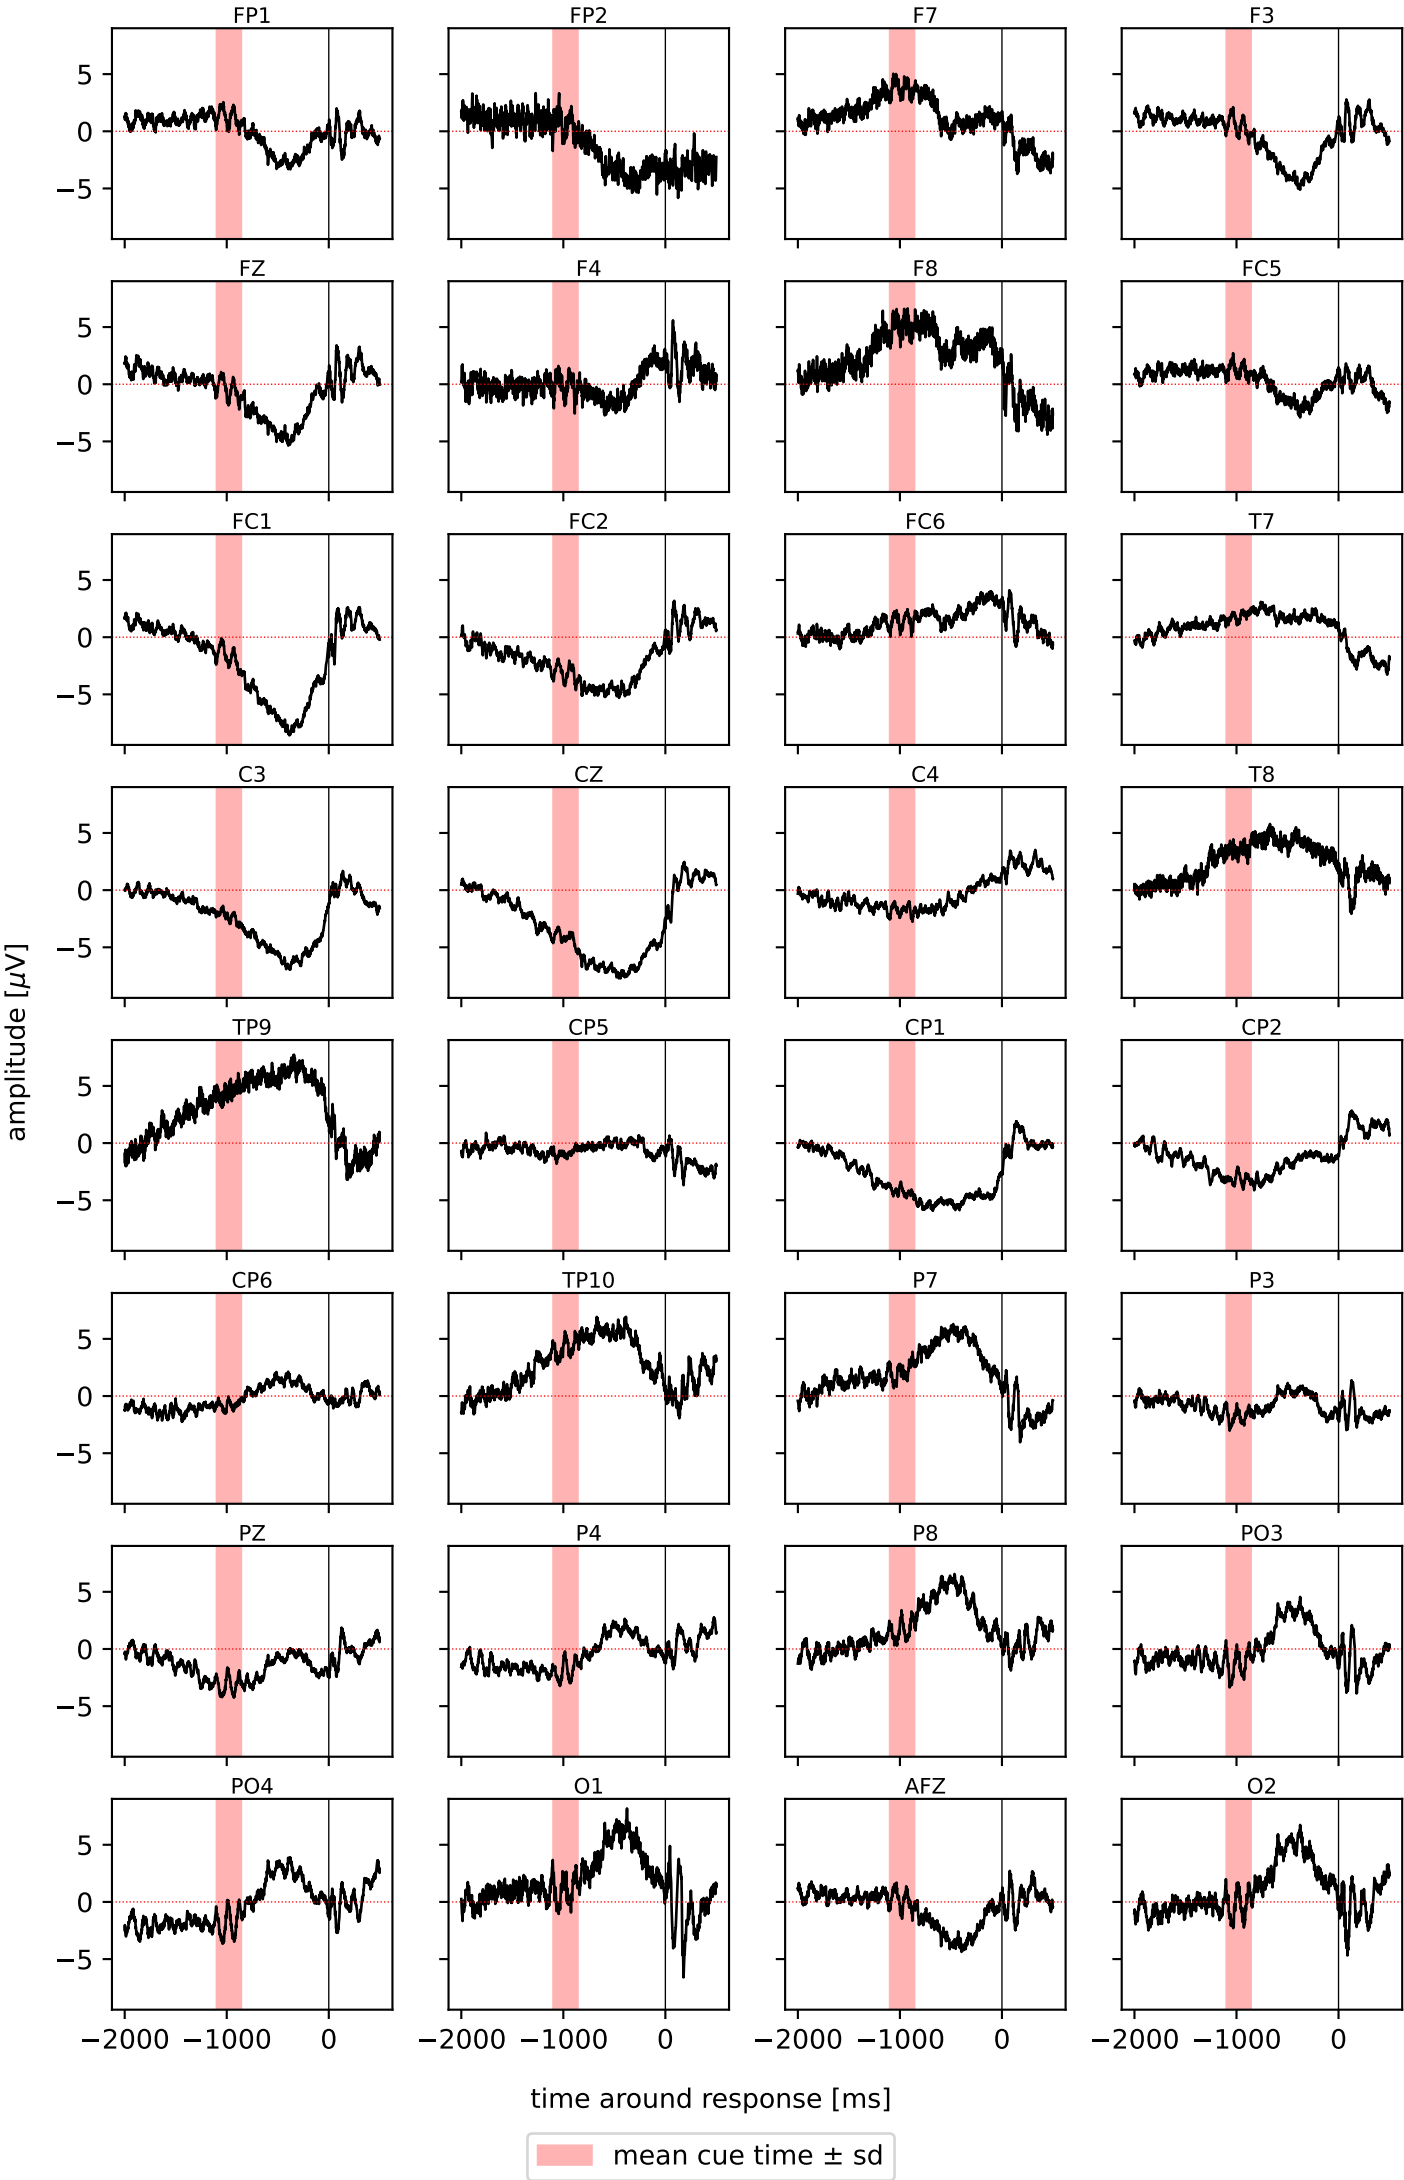 FP1 FP2 F7 F3
5
0
−5
FZ F4 F8 FC5
5
0
−5
FC1 FC2 FC6 T7
5
0
−5
C3 CZ C4 T8
5
0
−5
TP9 CP5 CP1 CP2
5
0
−5
CP6 TP10 P7 P3
5
0
−5
PZ P4 P8 PO3
5
0
−5
PO4 O1 AFZ O2
5
0
−5
−2000 −1000 0 −2000 −1000 0 −2000 −1000 0 −2000 −1000 0
amplitude [μV]
time around response [ms]
mean cue time ± sd